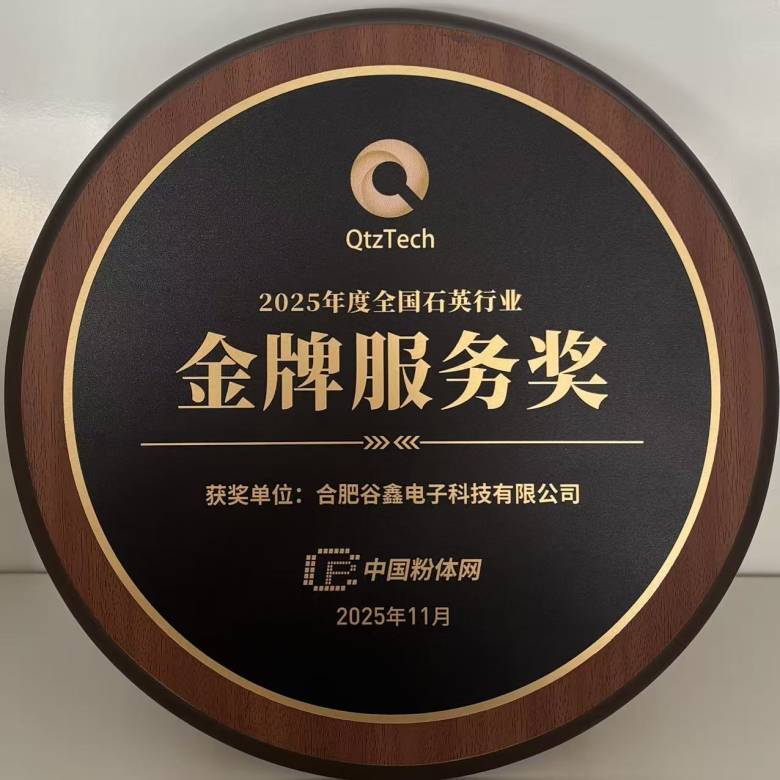 QtzTech
2025年度全国石英行业
金牌服务奖
获奖单位：合肥谷鑫电子科技有限公司
中国粉体网
2025年11月